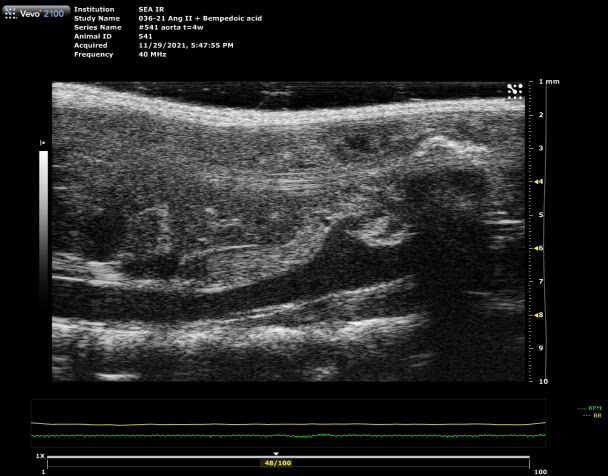 Vevo 2100
Institution SEA IR
Study Name 036-21 Ang II + Bempedoic acid
Series Name #541 aorta t=4w
Animal ID 541
Acquired 11/29/2021, 5:47:55 PM
Frequency 40 MHz
1 mm
2
3
4
5
6
7
8
9
10
BPM
RR
1X
48/100
1 100